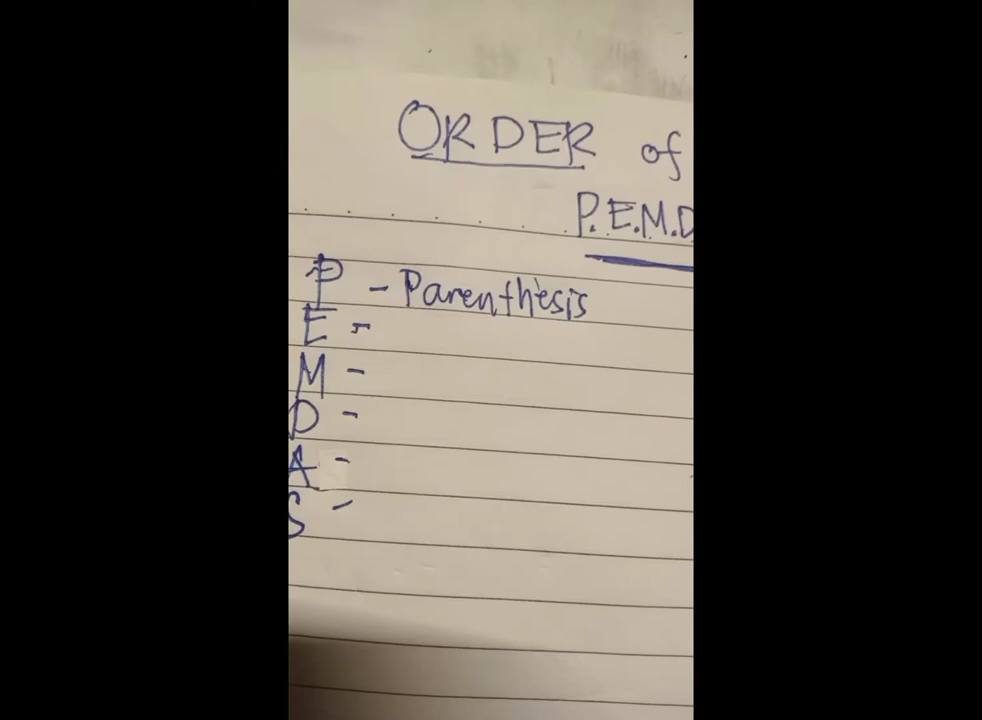 ORDER of
P.E.M.D
P - Parenthesis
E -
M -
D -
A -
S -